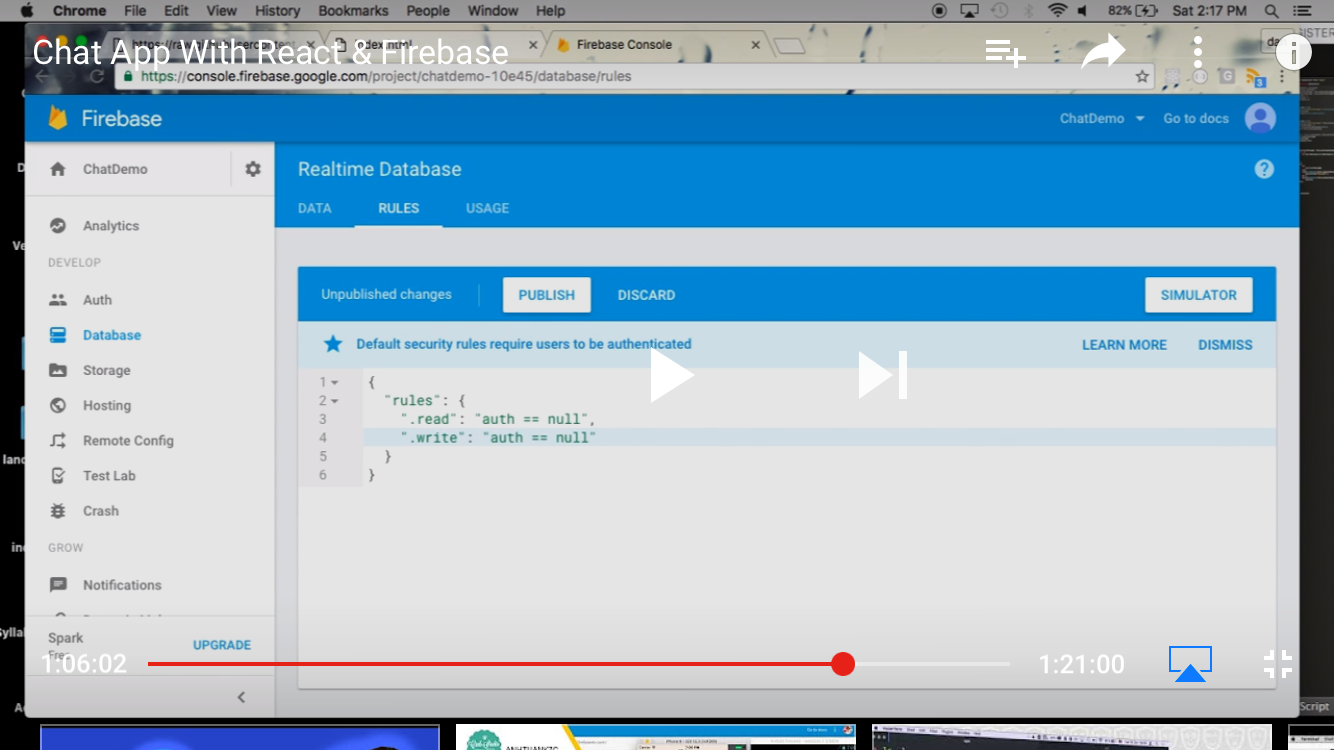 Chrome File Edit View History Bookmarks People Window Help 82% Sat 2:17 PM
Chat App With React & Firebase
Firebase Console
https://console.firebase.google.com/project/chatdemo-10e45/database/rules
Firebase ChatDemo Go to docs
ChatDemo
Realtime Database
DATA RULES USAGE
Analytics
DEVELOP
Auth
Database
Storage
Hosting
Remote Config
Test Lab
Crash
GROW
Notifications
Spark
Free
UPGRADE
Unpublished changes PUBLISH DISCARD SIMULATOR
Default security rules require users to be authenticated LEARN MORE DISMISS
1 {
2 "rules": {
3 ".read": "auth == null",
4 ".write": "auth == null"
5 }
6 }
1:06:02 1:21:00
Script